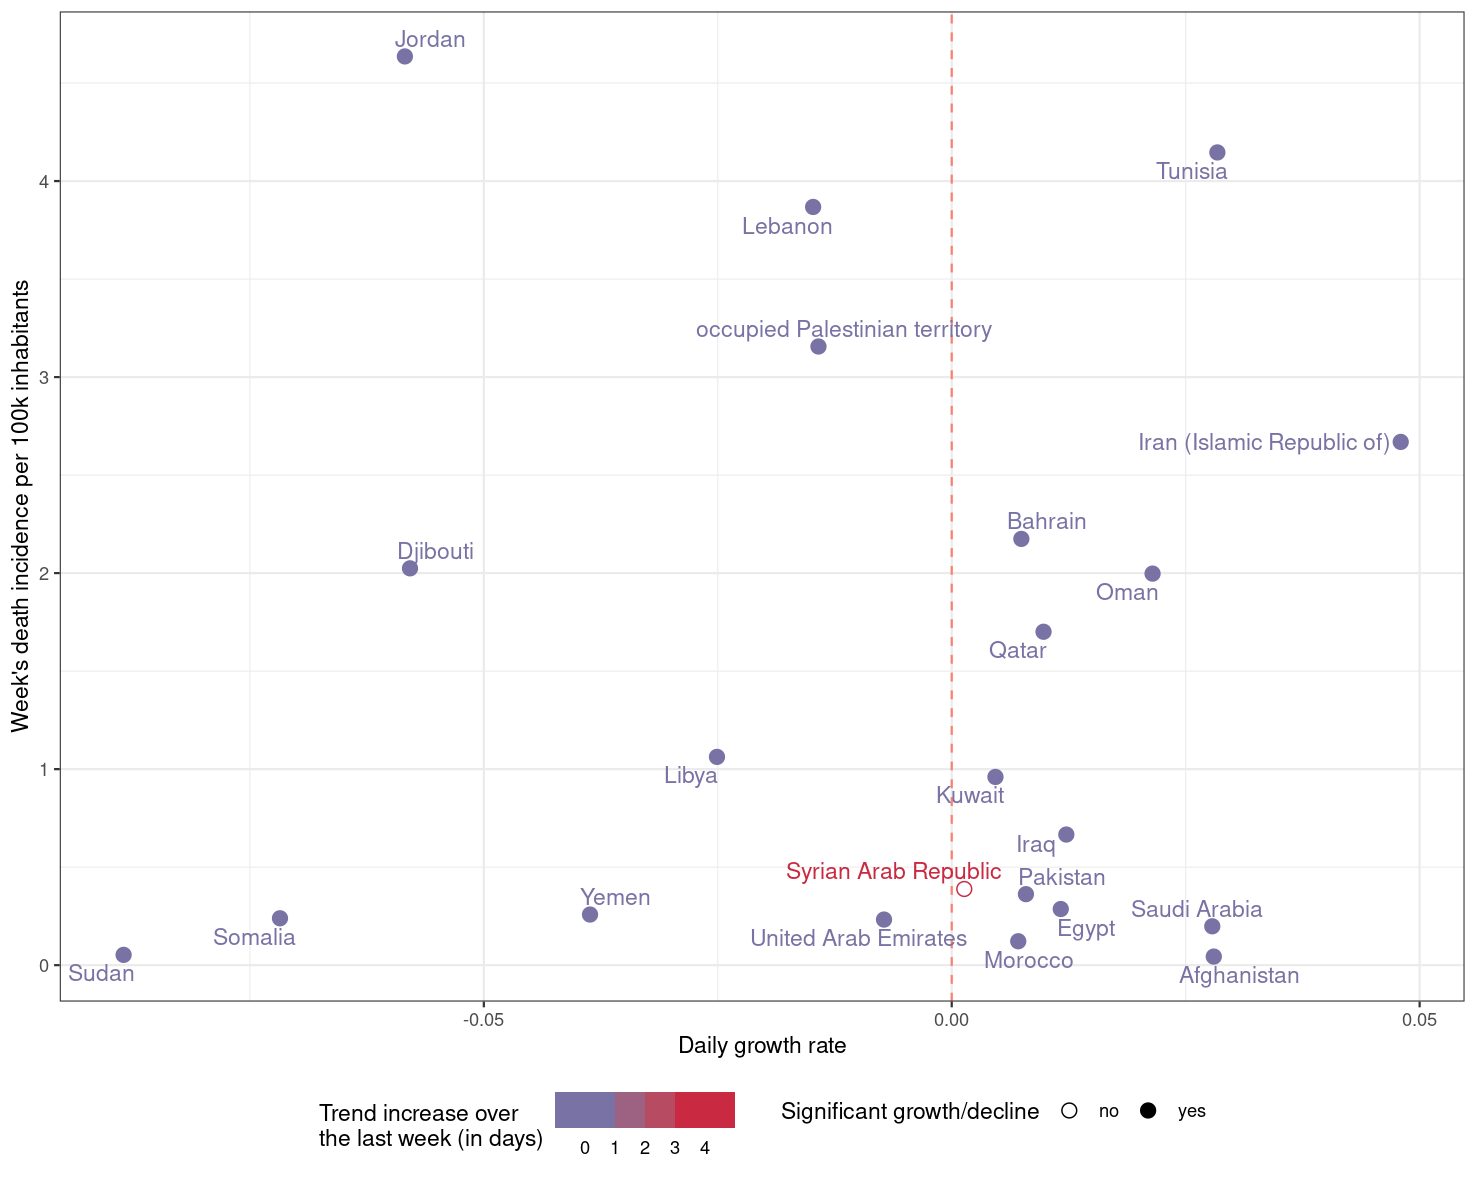 Jordan
Tunisia
Lebanon
occupied Palestinian territory
Iran (Islamic Republic of)
Bahrain
Djibouti
Oman
Qatar
Libya
Kuwait
Iraq
Syrian Arab Republic
Pakistan
Yemen
Saudi Arabia
Egypt
Somalia
United Arab Emirates
Morocco
Sudan
Afghanistan
4
3
2
1
0
Week's death incidence per 100k inhabitants
-0.05
0.00
0.05
Daily growth rate
Trend increase over
the last week (in days)
0 1 2 3 4
Significant growth/decline no yes